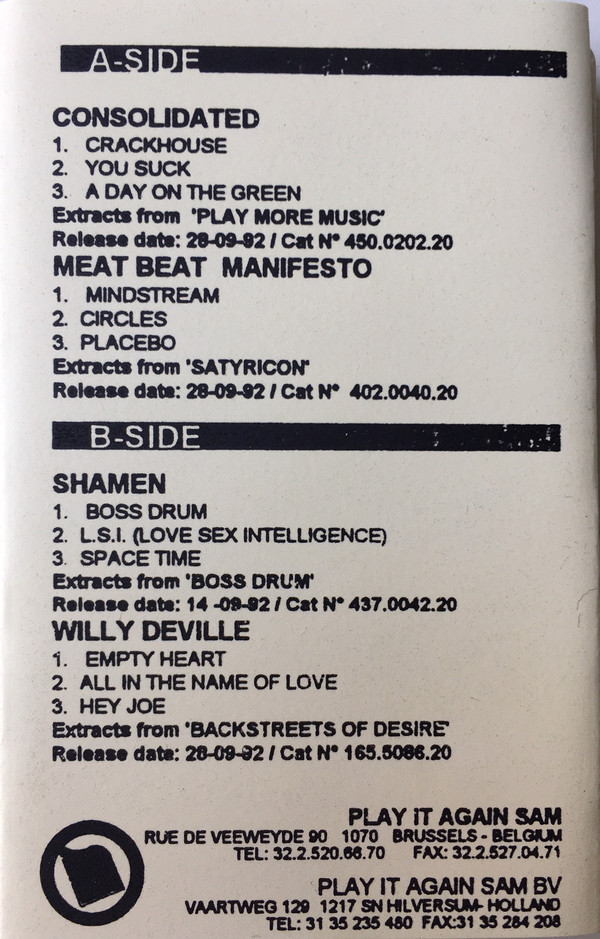 A-SIDE
CONSOLIDATED
1. CRACKHOUSE
2. YOU SUCK
3. A DAY ON THE GREEN
Extracts from 'PLAY MORE MUSIC'
Release date: 28-09-92 / Cat N° 450.0202.20
MEAT BEAT MANIFESTO
1. MINDSTREAM
2. CIRCLES
3. PLACEBO
Extracts from 'SATYRICON'
Release date: 28-09-92 / Cat N° 402.0040.20
B-SIDE
SHAMEN
1. BOSS DRUM
2. L.S.I. (LOVE SEX INTELLIGENCE)
3. SPACE TIME
Extracts from 'BOSS DRUM'
Release date: 14 -09-92 / Cat N° 437.0042.20
WILLY DEVILLE
1. EMPTY HEART
2. ALL IN THE NAME OF LOVE
3. HEY JOE
Extracts from 'BACKSTREETS OF DESIRE'
Release date: 28-09-92 / Cat N° 165.5086.20
PLAY IT AGAIN SAM
RUE DE VEEWEYDE 90 1070 BRUSSELS - BELGIUM
TEL: 32.2.520.66.70 FAX: 32.2.527.04.71
PLAY IT AGAIN SAM BV
VAARTWEG 129 1217 SN HILVERSUM- HOLLAND
TEL: 31 35 235 480 FAX:31 35 284 208